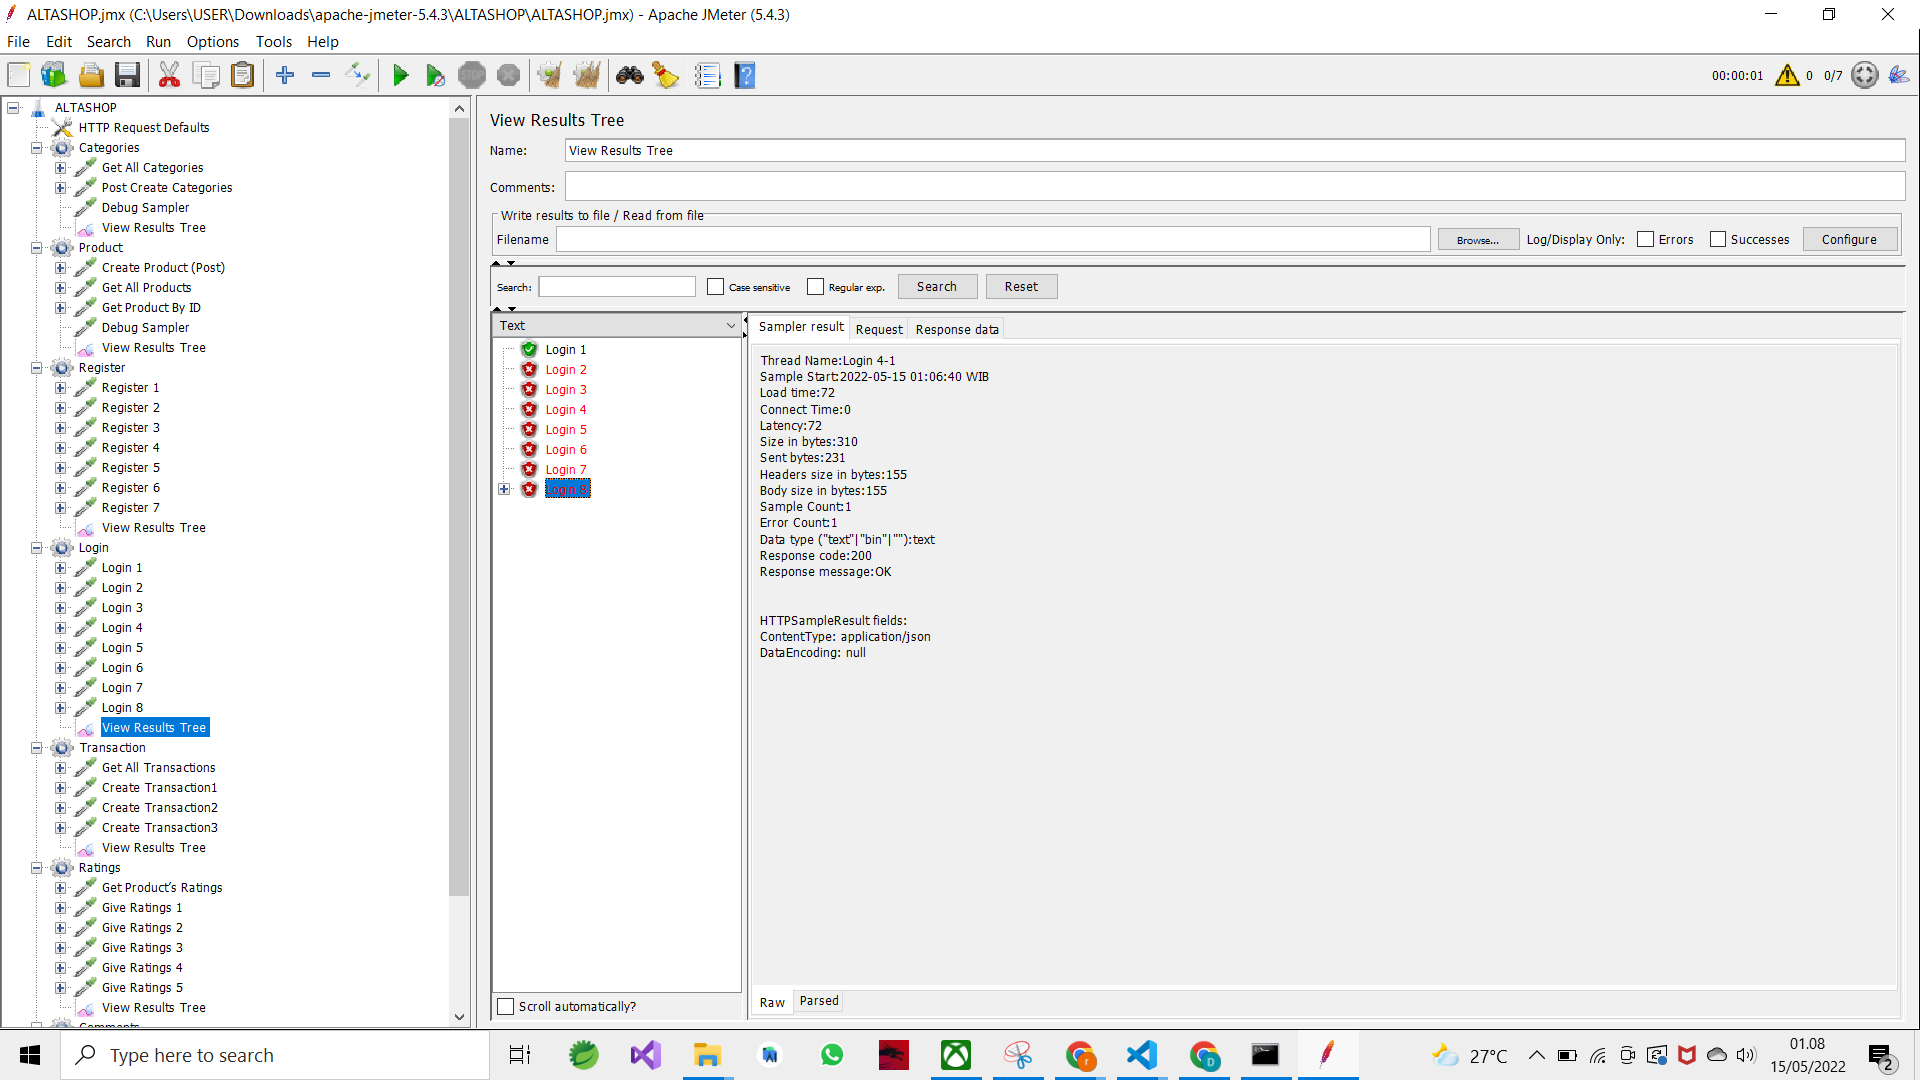 ALTASHOP.jmx (C:\Users\USER\Downloads\apache-jmeter-5.4.3\ALTASHOP\ALTASHOP.jmx) - Apache JMeter (5.4.3)
File Edit Search Run Options Tools Help
STOP
00:00:01 0 0/7
ALTASHOP
HTTP Request Defaults
Categories
Get All Categories
Post Create Categories
Debug Sampler
View Results Tree
Product
Create Product (Post)
Get All Products
Get Product By ID
Debug Sampler
View Results Tree
Register
Register 1
Register 2
Register 3
Register 4
Register 5
Register 6
Register 7
View Results Tree
Login
Login 1
Login 2
Login 3
Login 4
Login 5
Login 6
Login 7
Login 8
View Results Tree
Transaction
Get All Transactions
Create Transaction1
Create Transaction2
Create Transaction3
View Results Tree
Ratings
Get Product's Ratings
Give Ratings 1
Give Ratings 2
Give Ratings 3
Give Ratings 4
Give Ratings 5
View Results Tree
Comments
View Results Tree
Name: View Results Tree
Comments:
Write results to file / Read from file
Filename Browse... Log/Display Only: Errors Successes Configure
Search: Case sensitive Regular exp. Search Reset
Text
Login 1
Login 2
Login 3
Login 4
Login 5
Login 6
Login 7
Login 8
Scroll automatically?
Sampler result Request Response data
Thread Name:Login 4-1
Sample Start:2022-05-15 01:06:40 WIB
Load time:72
Connect Time:0
Latency:72
Size in bytes:310
Sent bytes:231
Headers size in bytes:155
Body size in bytes:155
Sample Count:1
Error Count:1
Data type ("text"|"bin"|""):text
Response code:200
Response message:OK
HTTPSampleResult fields:
ContentType: application/json
DataEncoding: null
Raw Parsed
Type here to search
27°C
01.08
15/05/2022
2